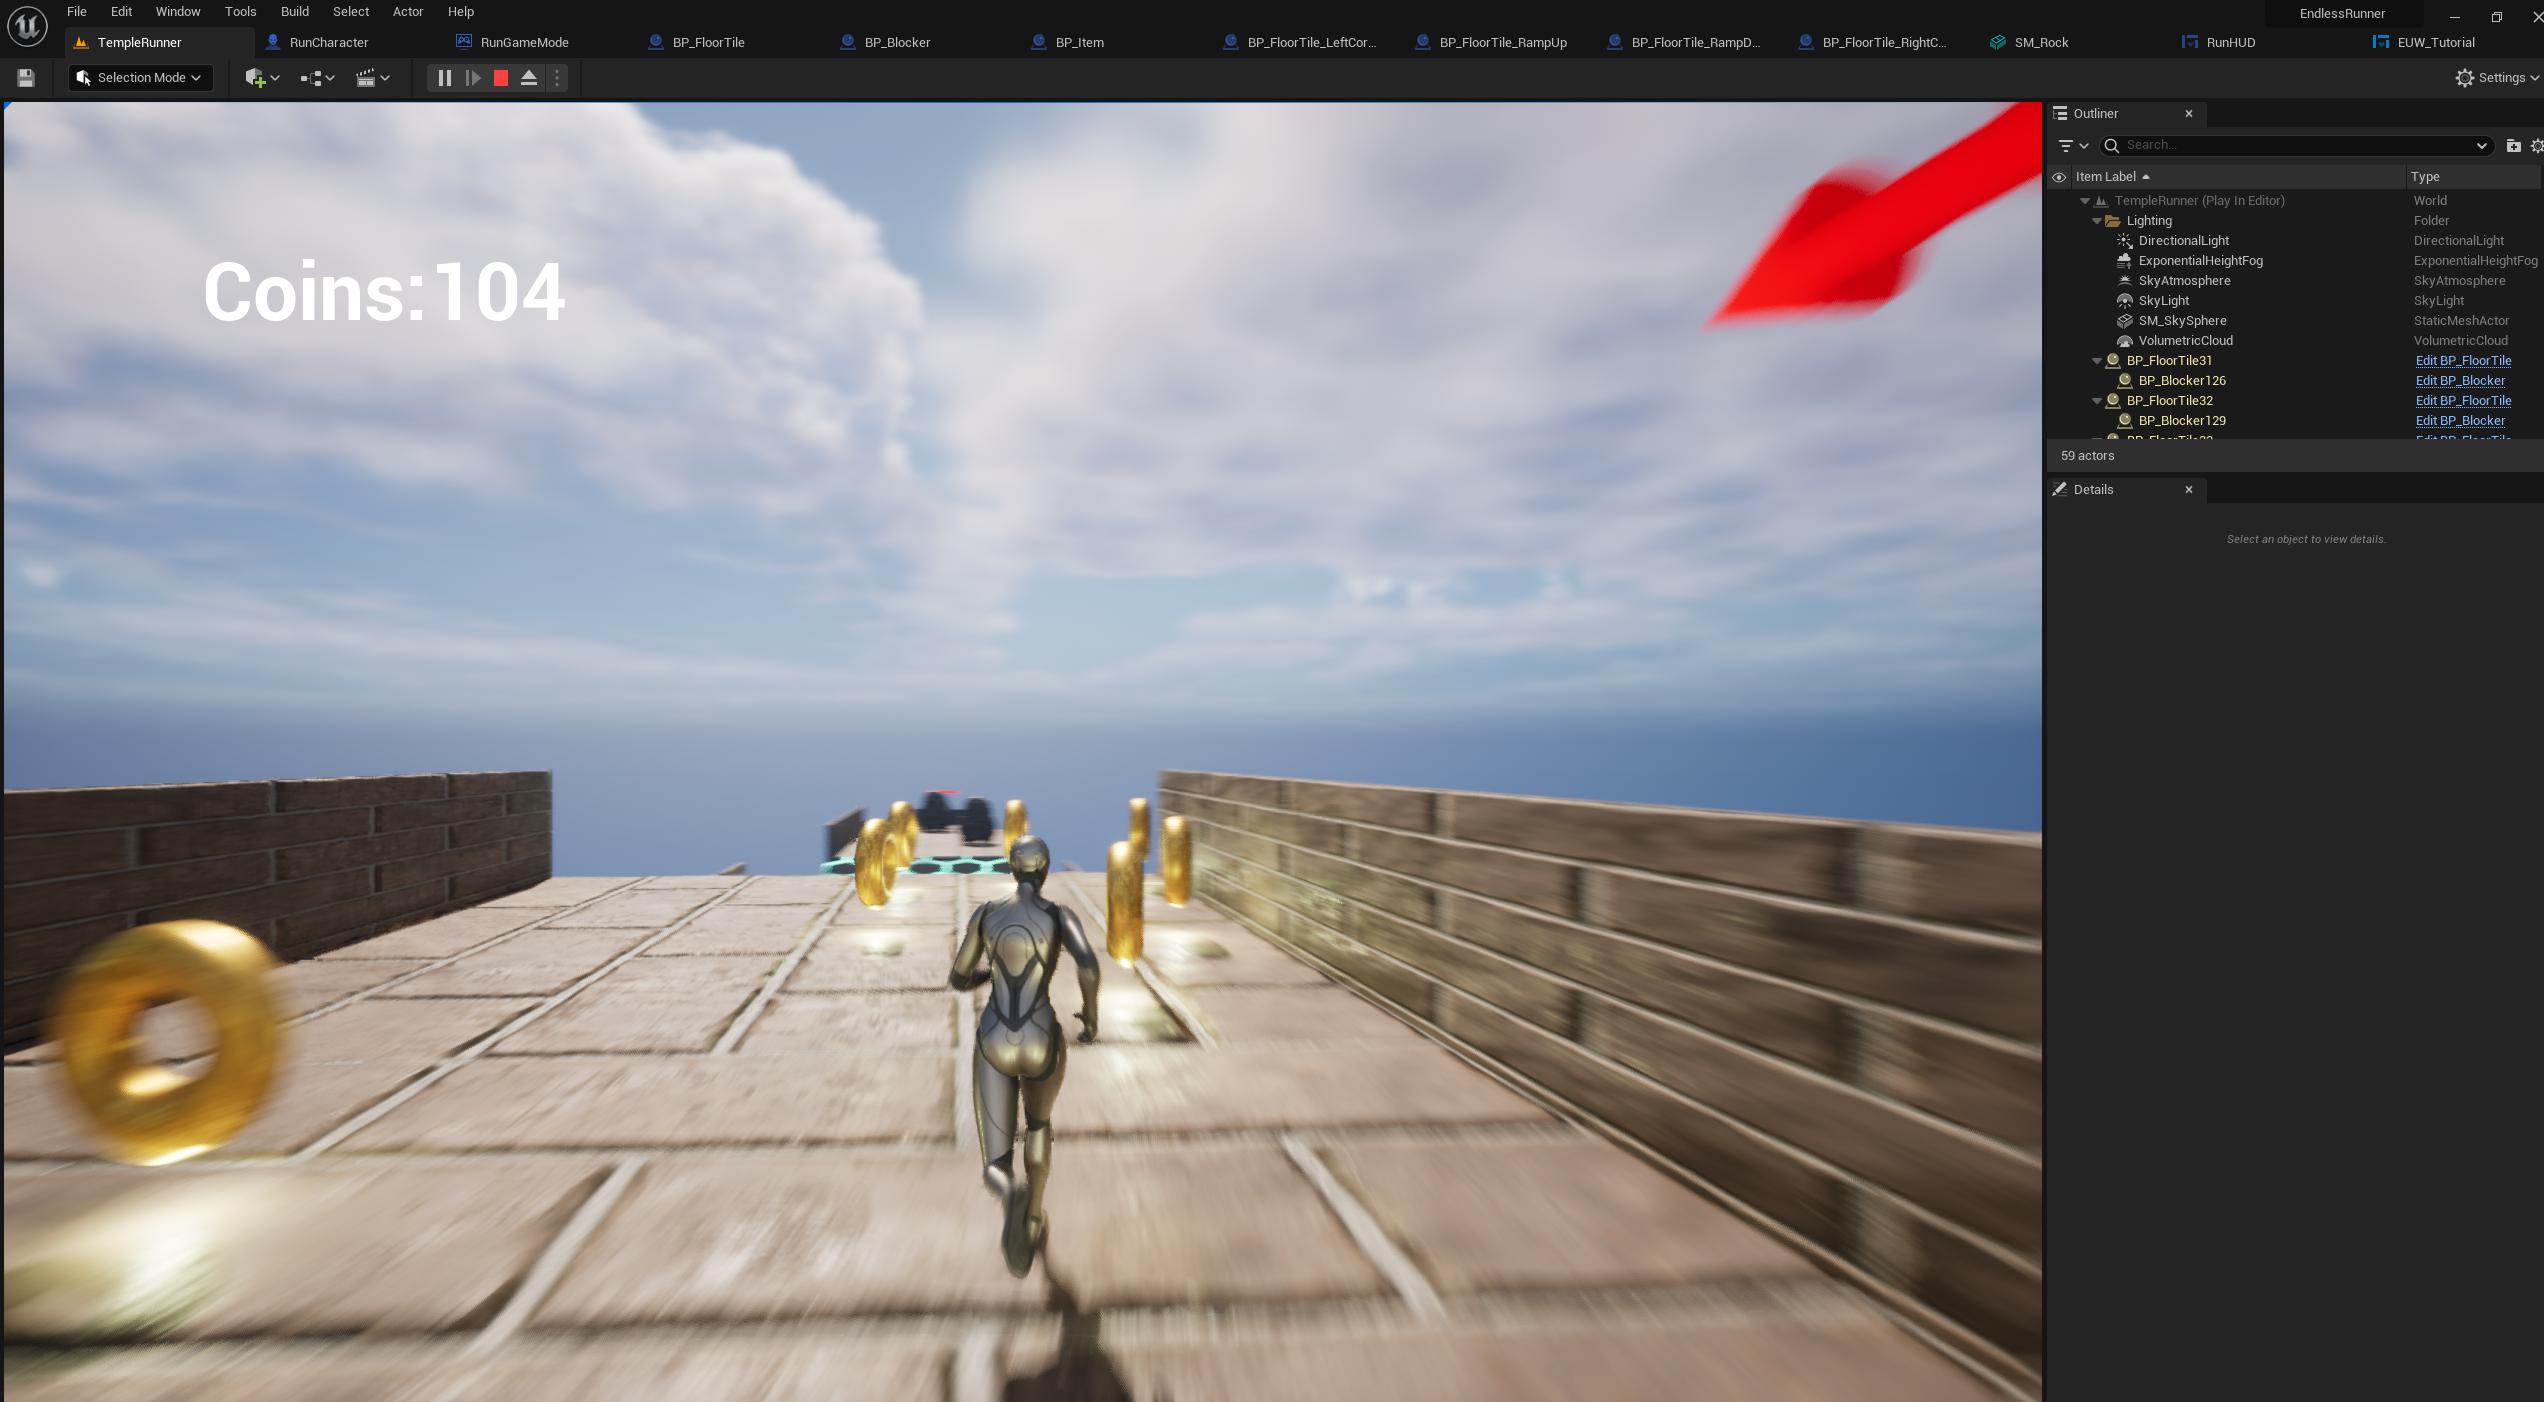 File Edit Window Tools Build Select Actor Help
EndlessRunner
TempleRunner RunCharacter RunGameMode BP_FloorTile BP_Blocker BP_Item BP_FloorTile_LeftCor... BP_FloorTile_RampUp BP_FloorTile_RampD... BP_FloorTile_RightC... SM_Rock RunHUD EUW_Tutorial
Selection Mode
Settings
Coins:104
Outliner
Search...
Item Label Type
TempleRunner (Play In Editor) World
Lighting Folder
DirectionalLight DirectionalLight
ExponentialHeightFog ExponentialHeightFog
SkyAtmosphere SkyAtmosphere
SkyLight SkyLight
SM_SkySphere StaticMeshActor
VolumetricCloud VolumetricCloud
BP_FloorTile31 Edit BP_FloorTile
BP_Blocker126 Edit BP_Blocker
BP_FloorTile32 Edit BP_FloorTile
BP_Blocker129 Edit BP_Blocker
59 actors
Details
Select an object to view details.